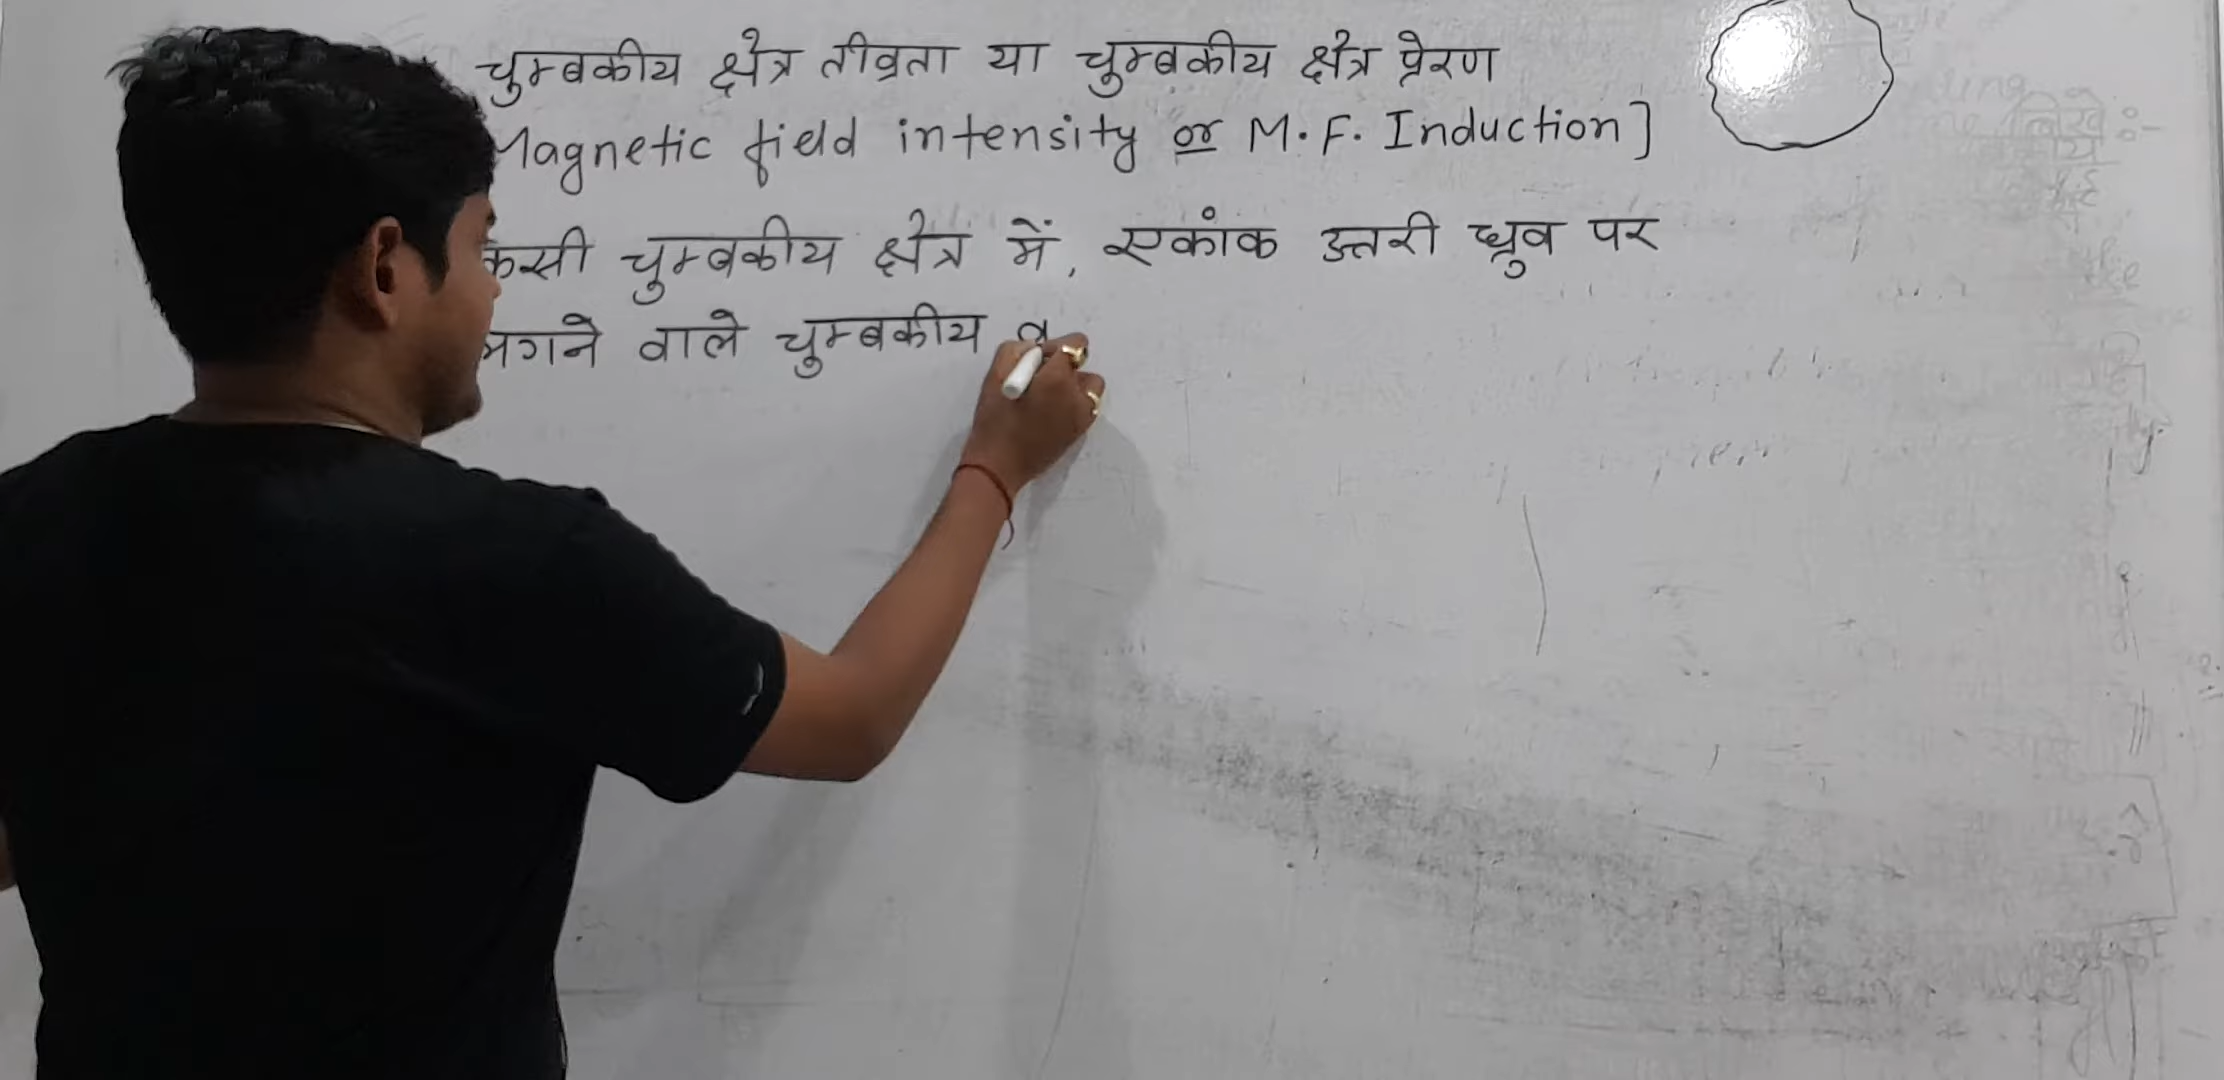 चुम्बकीय क्षेत्र तीव्रता या चुम्बकीय क्षेत्र प्रेरण
Magnetic field intensity or M.F. Induction]
किसी चुम्बकीय क्षेत्र में, एकांक उत्तरी ध्रुव पर
लगने वाले चुम्बकीय